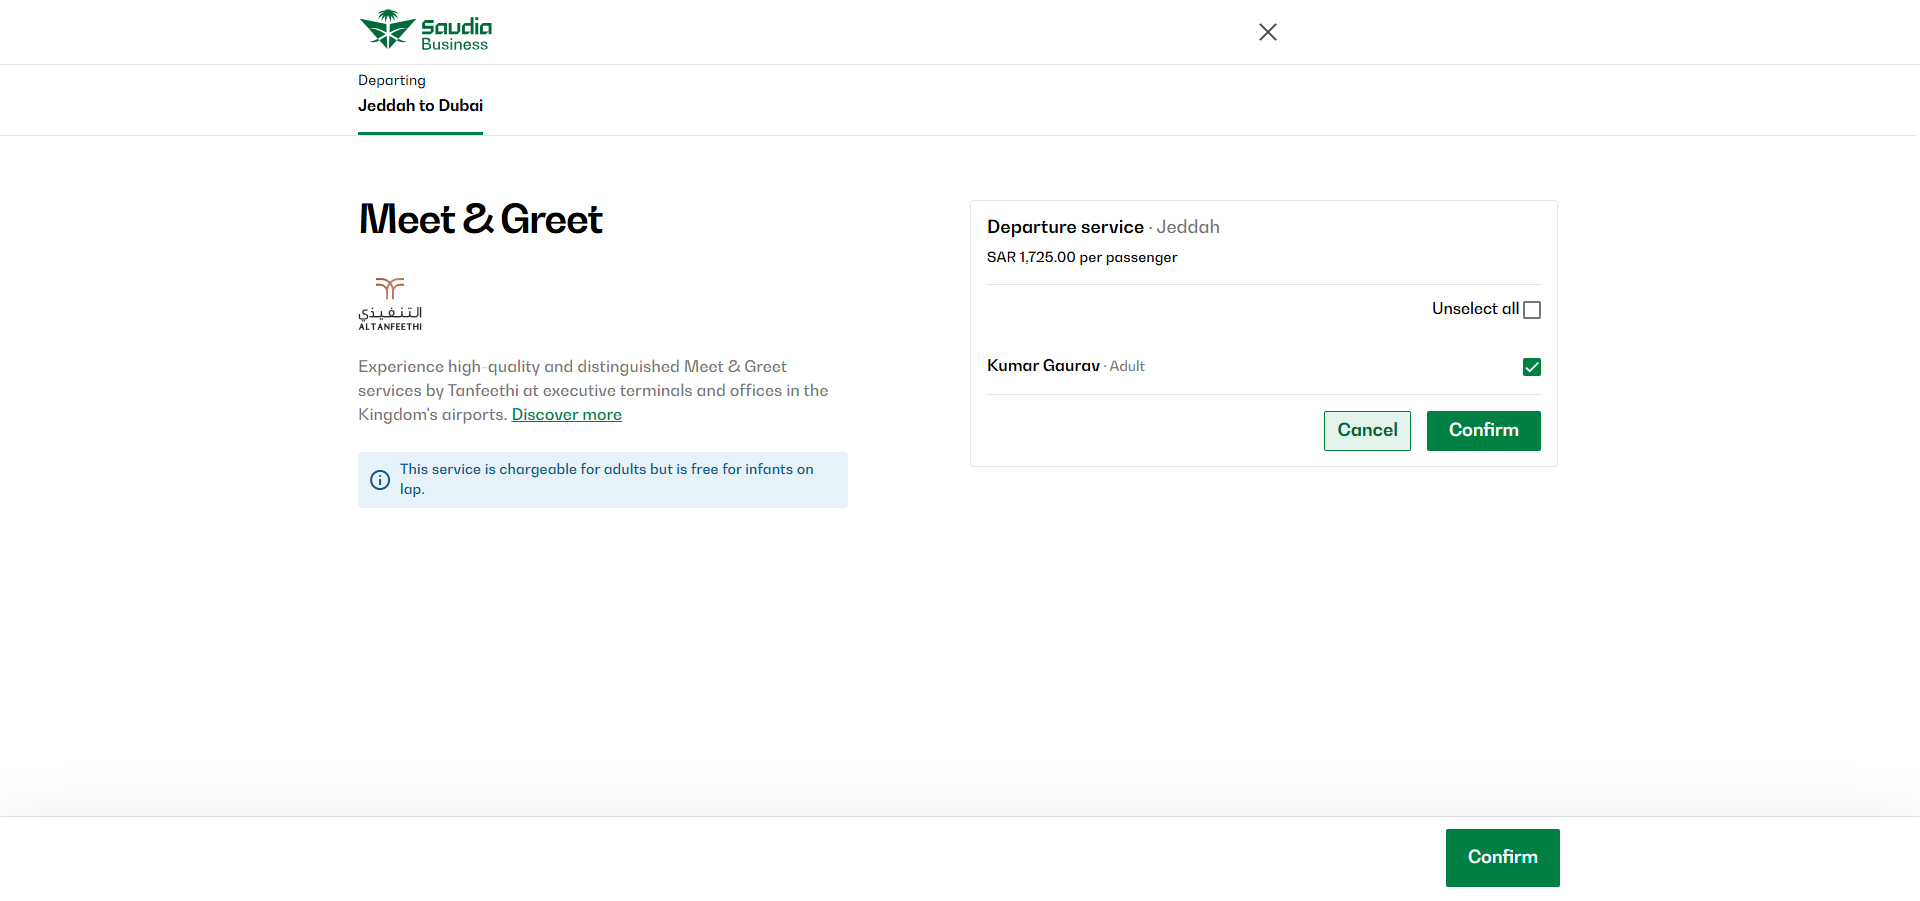 Saudia
Business
Departing
Jeddah to Dubai
Meet & Greet
التنفيذي
ALTANFEETHI
Experience high-quality and distinguished Meet & Greet
services by Tanfeethi at executive terminals and offices in the
Kingdom's airports. Discover more
This service is chargeable for adults but is free for infants on
lap.
Departure service · Jeddah
SAR 1,725.00 per passenger
Unselect all
Kumar Gaurav · Adult
Cancel
Confirm
Confirm